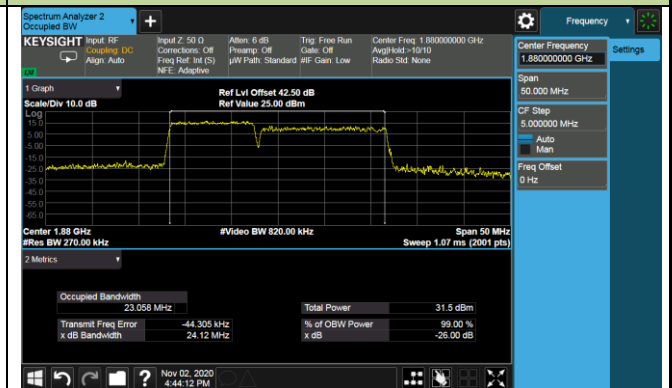 Spectrum Analyzer 2
Occupied BW
Frequency
KEYSIGHT
Input: RF
Coupling: DC
Align: Auto
Input Z: 50 Ω
Corrections: Off
Freq Ref: Int (S)
NFE: Adaptive
Atten: 6 dB
Preamp: Off
µW Path: Standard
Trig: Free Run
Gate: Off
#IF Gain: Low
Center Freq: 1.880000000 GHz
Avg|Hold:>10/10
Radio Std: None
1 Graph
Scale/Div 10.0 dB
Ref Lvl Offset 42.50 dB
Ref Value 25.00 dBm
Log
15.0
5.00
-5.00
-15.0
-25.0
-35.0
-45.0
-55.0
-65.0
Center 1.88 GHz
#Res BW 270.00 kHz
#Video BW 820.00 kHz
Span 50 MHz
Sweep 1.07 ms (2001 pts)
2 Metrics
Occupied Bandwidth
23.058 MHz
Total Power
31.5 dBm
Transmit Freq Error
-44.305 kHz
% of OBW Power
99.00 %
x dB Bandwidth
24.12 MHz
x dB
-26.00 dB
Nov 02, 2020
4:44:12 PM
Center Frequency
1.880000000 GHz
Settings
Span
50.000 MHz
CF Step
5.000000 MHz
Auto
Man
Freq Offset
0 Hz